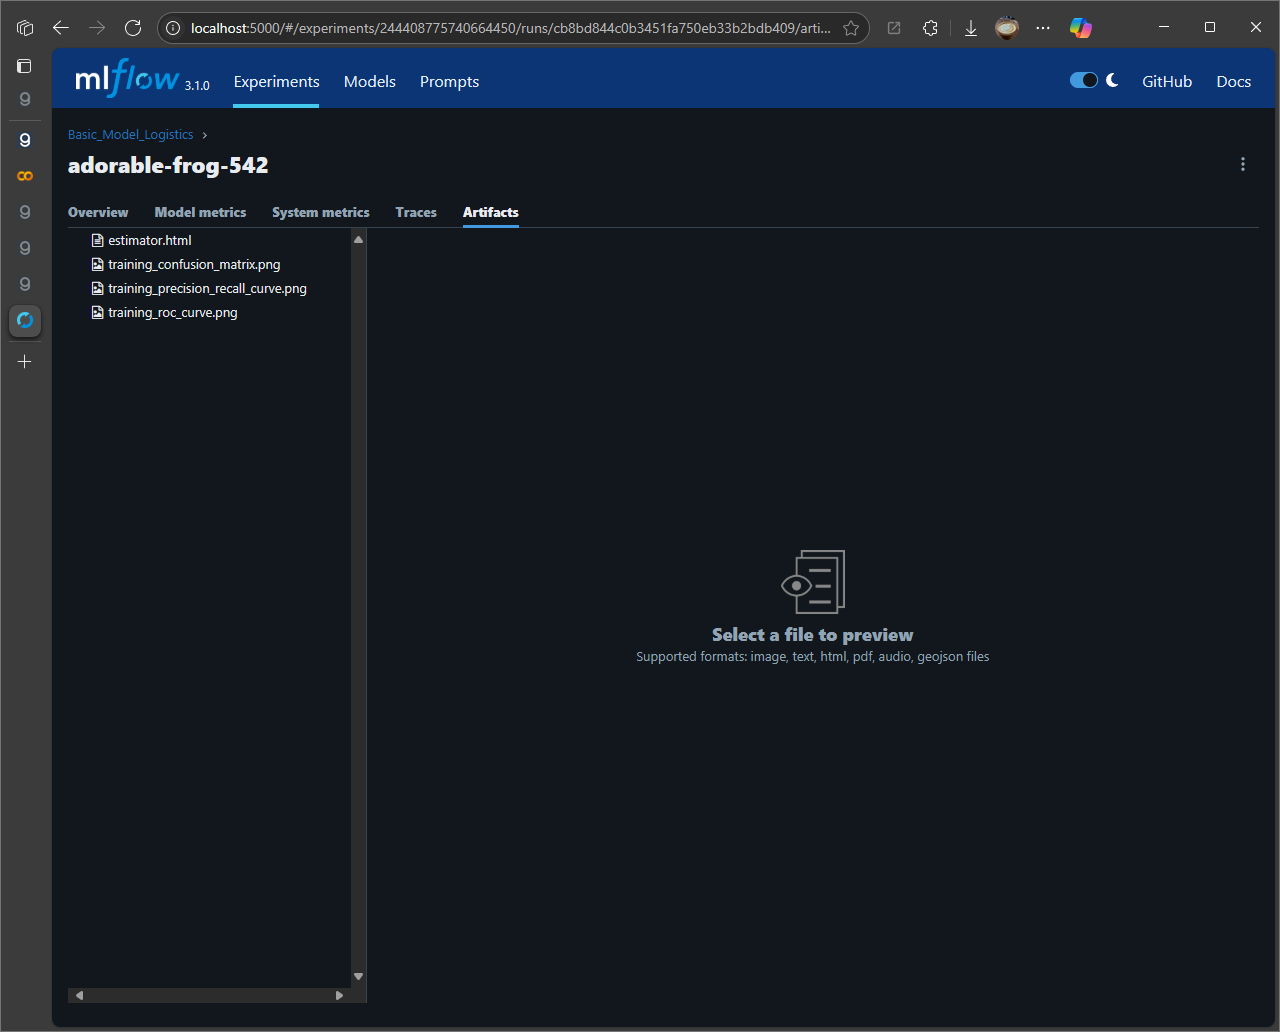 localhost:5000/#/experiments/244408775740664450/runs/cb8bd844c0b3451fa750eb33b2bdb409/arti...
mlflow 3.1.0 Experiments Models Prompts GitHub Docs
Basic_Model_Logistics ›
adorable-frog-542
Overview Model metrics System metrics Traces Artifacts
estimator.html
training_confusion_matrix.png
training_precision_recall_curve.png
training_roc_curve.png
Select a file to preview
Supported formats: image, text, html, pdf, audio, geojson files